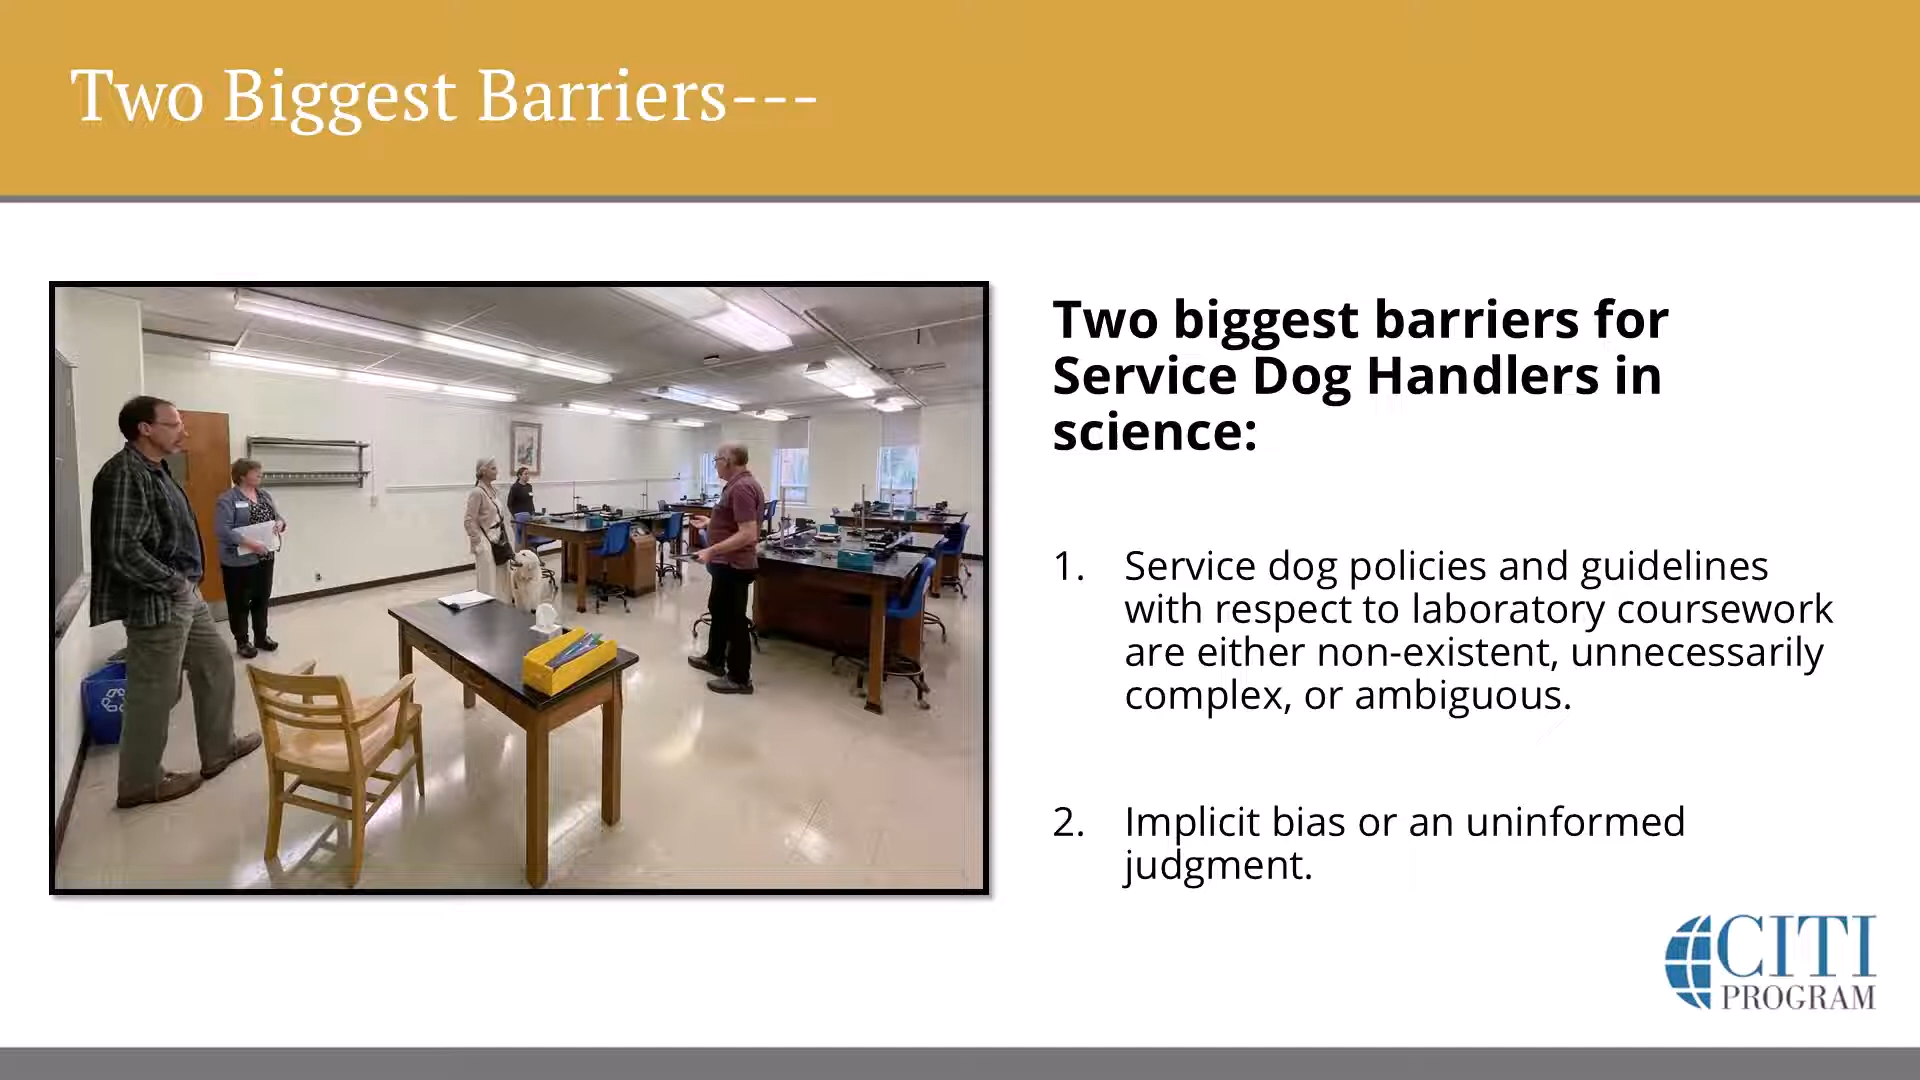 Two Biggest Barriers---
Two biggest barriers for
Service Dog Handlers in
science:
1. Service dog policies and guidelines
with respect to laboratory coursework
are either non-existent, unnecessarily
complex, or ambiguous.
2. Implicit bias or an uninformed
judgment.
CITI
PROGRAM